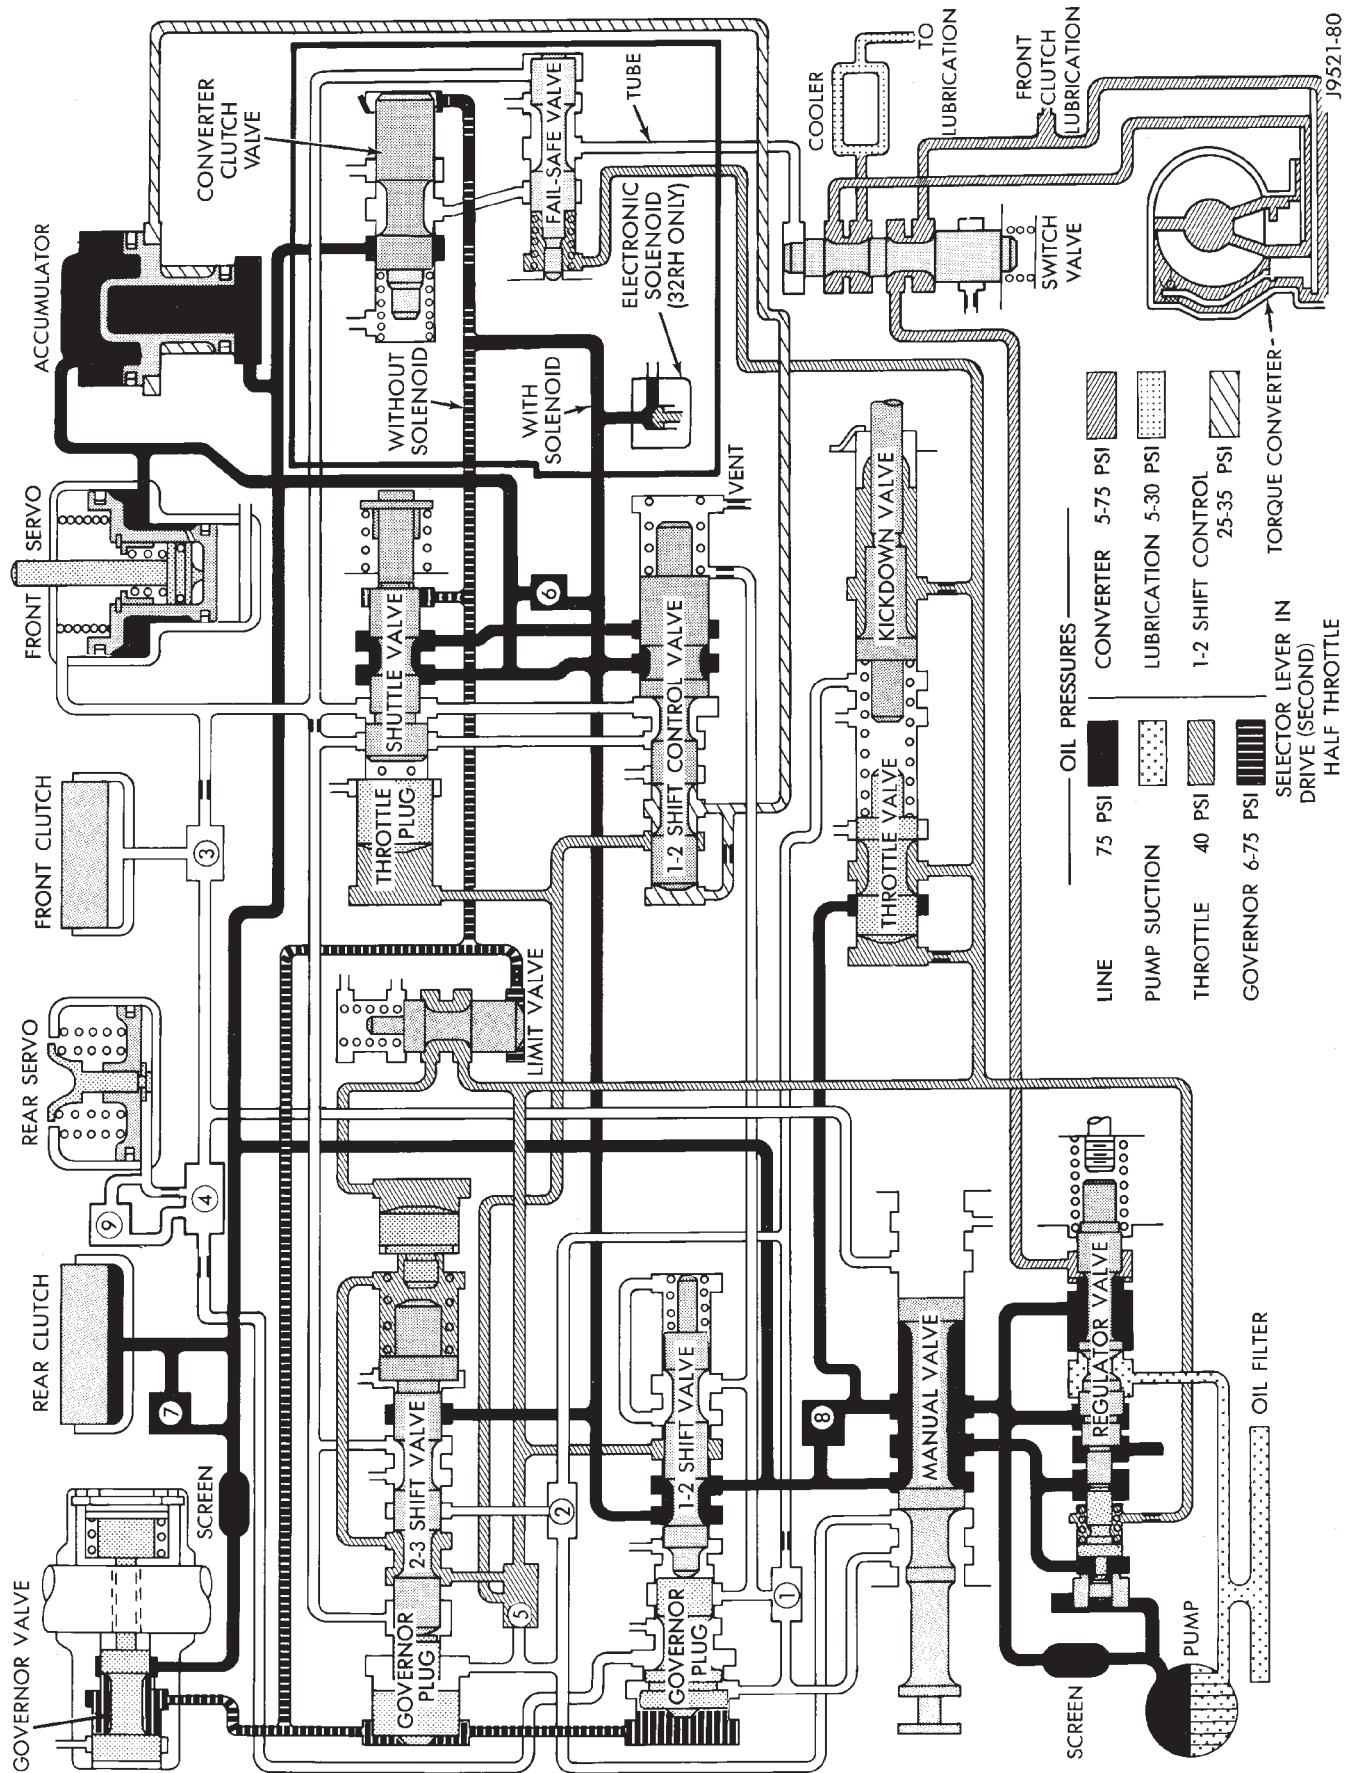 GOVERNOR VALVE
SCREEN
REAR CLUTCH
REAR SERVO
FRONT CLUTCH
FRONT SERVO
ACCUMULATOR
CONVERTER
CLUTCH
VALVE
7
9
4
3
WITHOUT
SOLENOID
WITH
SOLENOID
FAIL-SAFE VALVE
TUBE
ELECTRONIC
SOLENOID
(32RH ONLY)
COOLER
TO
LUBRICATION
FRONT
CLUTCH
LUBRICATION
SWITCH
VALVE
GOVERNOR
PLUG
2-3 SHIFT VALVE
LIMIT VALVE
THROTTLE
PLUG
SHUTTLE VALVE
6
5
2
GOVERNOR
PLUG
1-2 SHIFT VALVE
1
1-2 SHIFT CONTROL VALVE
VENT
8
MANUAL VALVE
THROTTLE VALVE
KICKDOWN VALVE
SCREEN
PUMP
REGULATOR VALVE
OIL FILTER
OIL PRESSURES
LINE 75 PSI
PUMP SUCTION
THROTTLE 40 PSI
GOVERNOR 6-75 PSI
CONVERTER 5-75 PSI
LUBRICATION 5-30 PSI
1-2 SHIFT CONTROL
25-35 PSI
TORQUE CONVERTER
SELECTOR LEVER IN
DRIVE (SECOND)
HALF THROTTLE
J9521-80